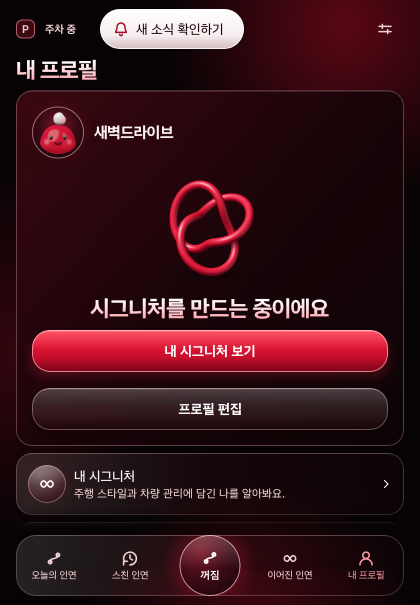 P 주차 중
새 소식 확인하기
내 프로필
새벽드라이브
시그니처를 만드는 중이에요
내 시그니처 보기
프로필 편집
내 시그니처
주행 스타일과 차량 관리에 담긴 나를 알아봐요.
오늘의 인연
스친 인연
꺼짐
이어진 인연
내 프로필